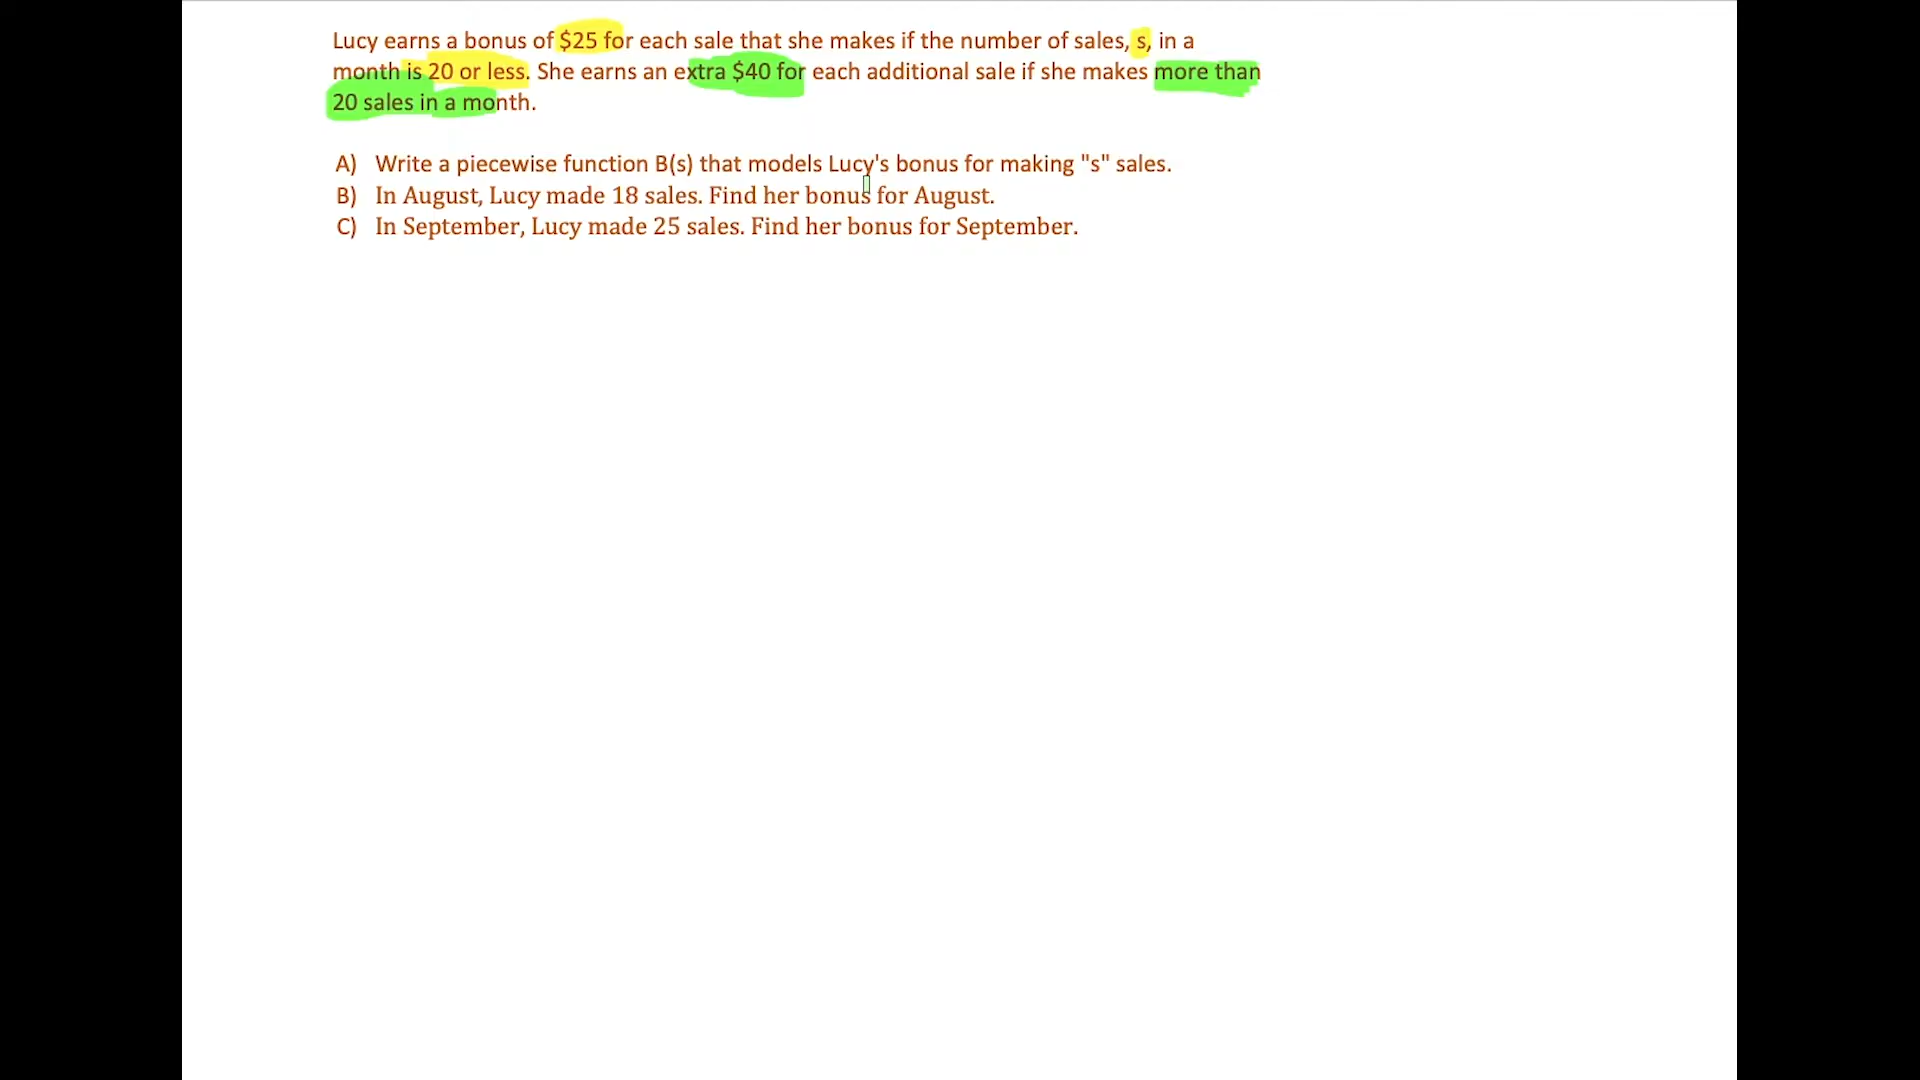 Lucy earns a bonus of $25 for each sale that she makes if the number of sales, s, in a
month is 20 or less. She earns an extra $40 for each additional sale if she makes more than
20 sales in a month.
A) Write a piecewise function B(s) that models Lucy's bonus for making "s" sales.
B) In August, Lucy made 18 sales. Find her bonus for August.
C) In September, Lucy made 25 sales. Find her bonus for September.